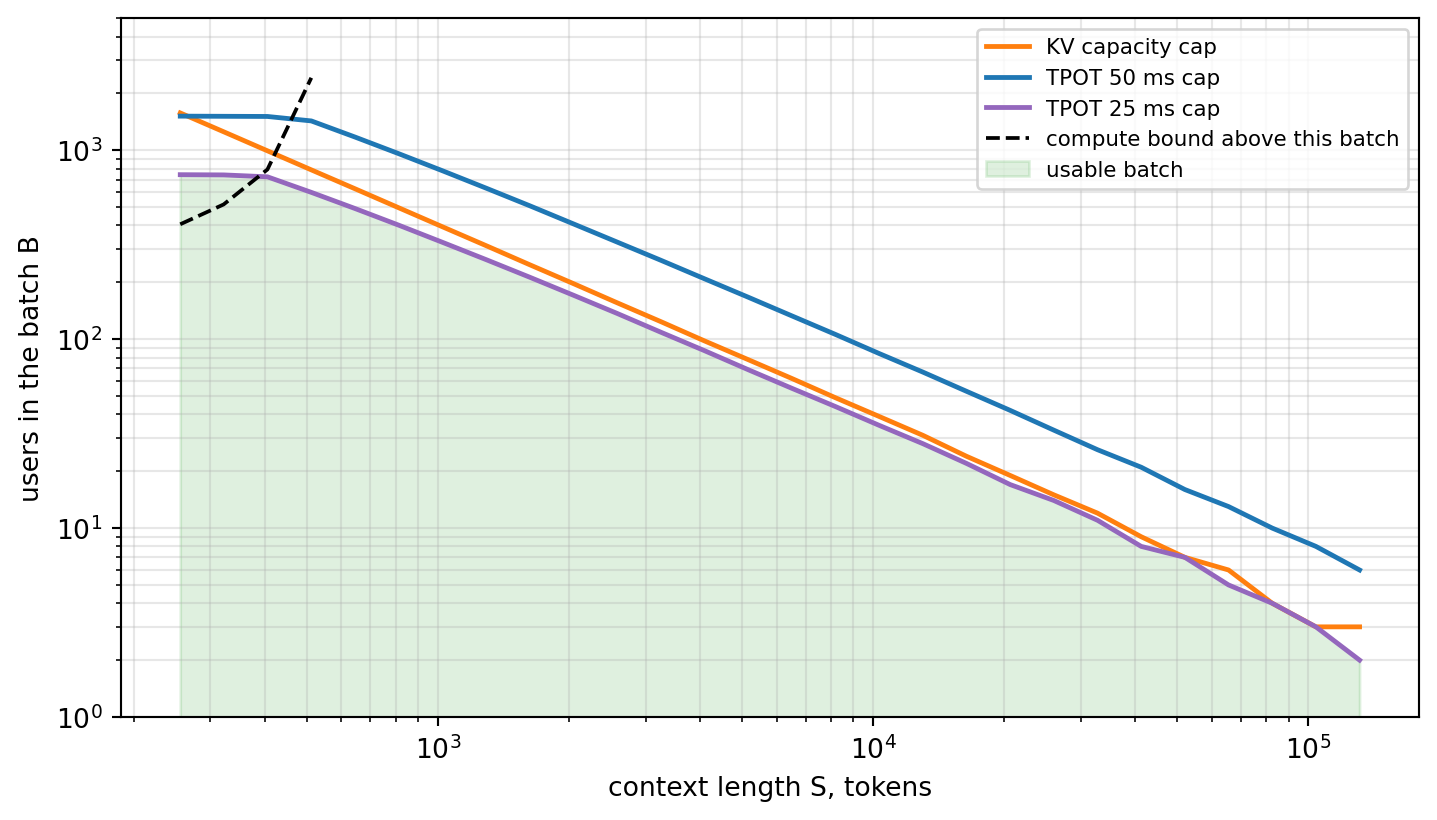 KV capacity cap
TPOT 50 ms cap
TPOT 25 ms cap
compute bound above this batch
usable batch
users in the batch B
10³
10²
10¹
10⁰
10³ 10⁴ 10⁵
context length S, tokens